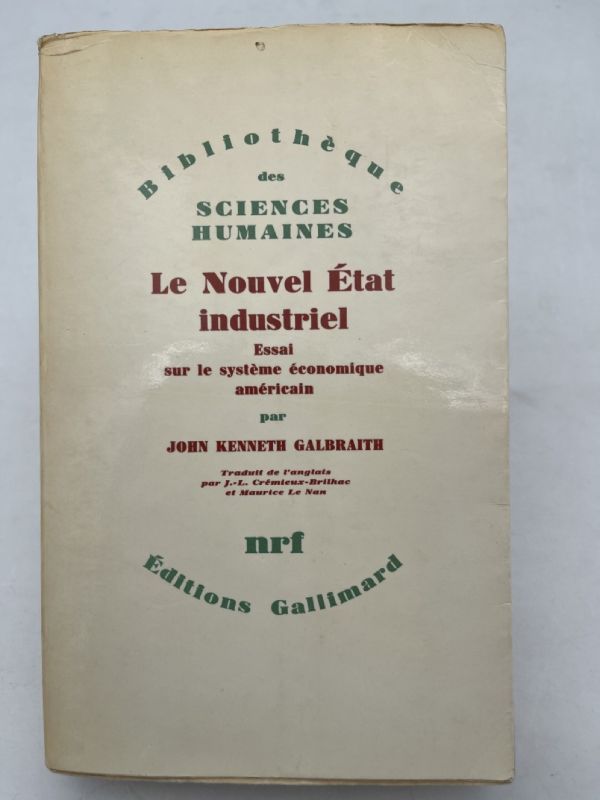 Bibliothèque
des
SCIENCES
HUMAINES
Le Nouvel État
industriel
Essai
sur le système économique
américain
par
JOHN KENNETH GALBRAITH
Traduit de l'anglais
par J.-L. Crémieux-Brilhac
et Maurice Le Nan
nrf
Éditions Gallimard